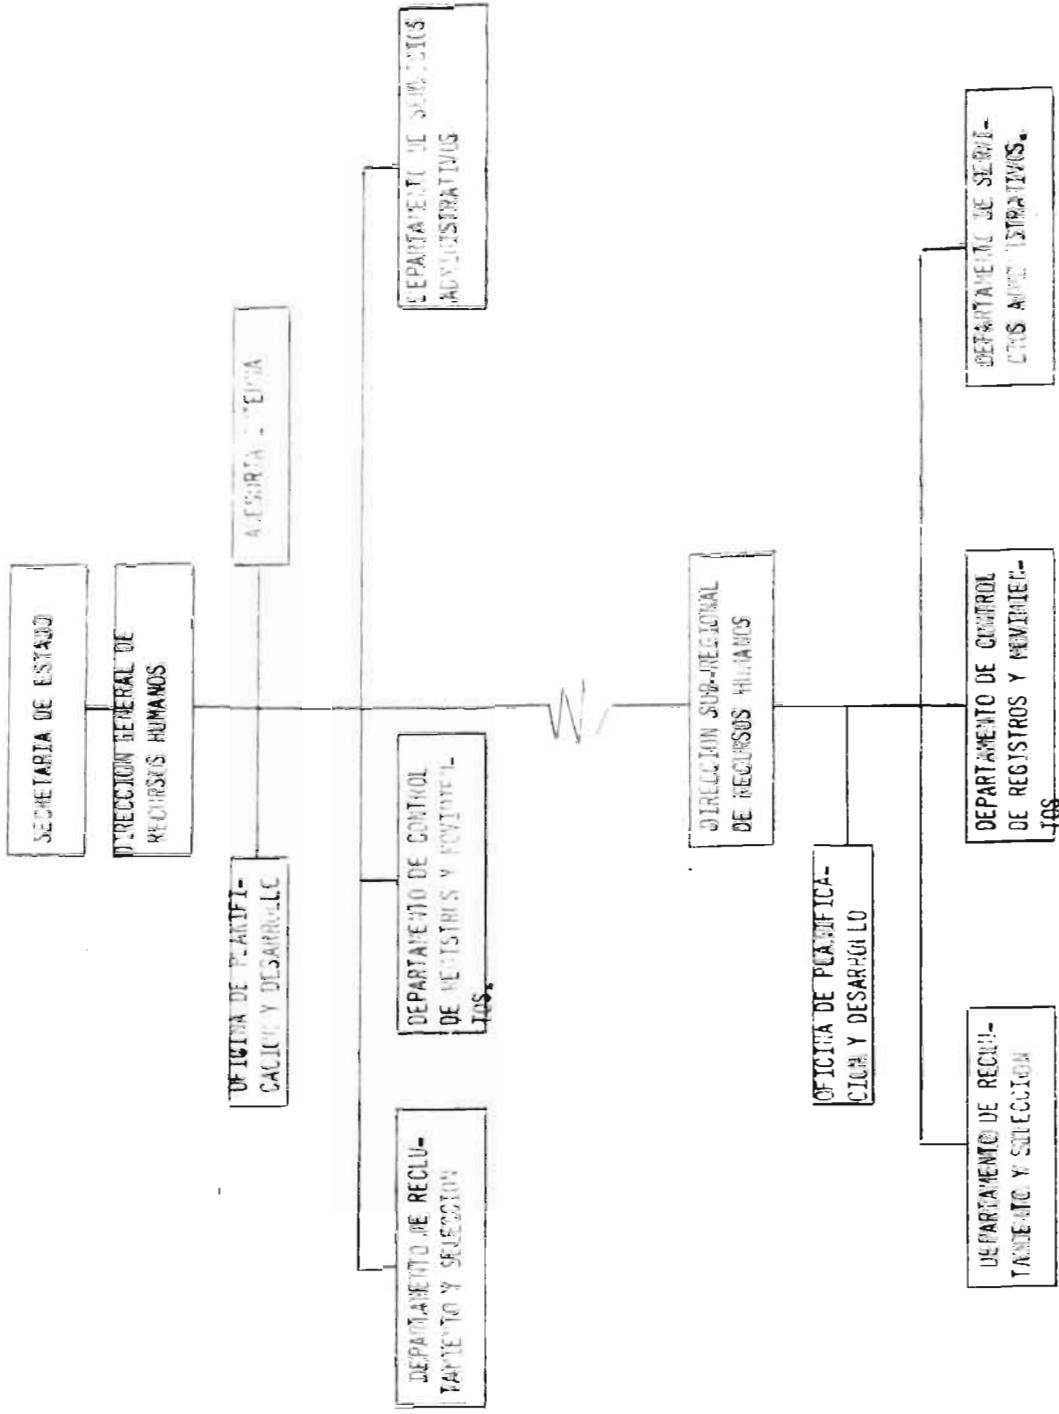 SECRETARIA DE ESTADO
DIRECCION GENERAL DE
RECURSOS HUMANOS
OFICINA DE PLANIFI-
CACION Y DESARROLLO
ASESORIA
DEPARTAMENTO DE RECLU-
TAMIENTO Y SELECCION
DEPARTAMENTO DE CONTROL
DE REGISTROS Y MOVIMIEN-
TOS.
DEPARTAMENTO DE SERVICIOS
ADMINISTRATIVOS
DIRECCION SUB-REGIONAL
DE RECURSOS HUMANOS
OFICINA DE PLANIFICA-
CION Y DESARROLLO
DEPARTAMENTO DE RECLU-
TAMIENTO Y SELECCION
DEPARTAMENTO DE CONTROL
DE REGISTROS Y MOVIMIEN-
TOS
DEPARTAMENTO DE SERVI-
CIOS ADMINISTRATIVOS.